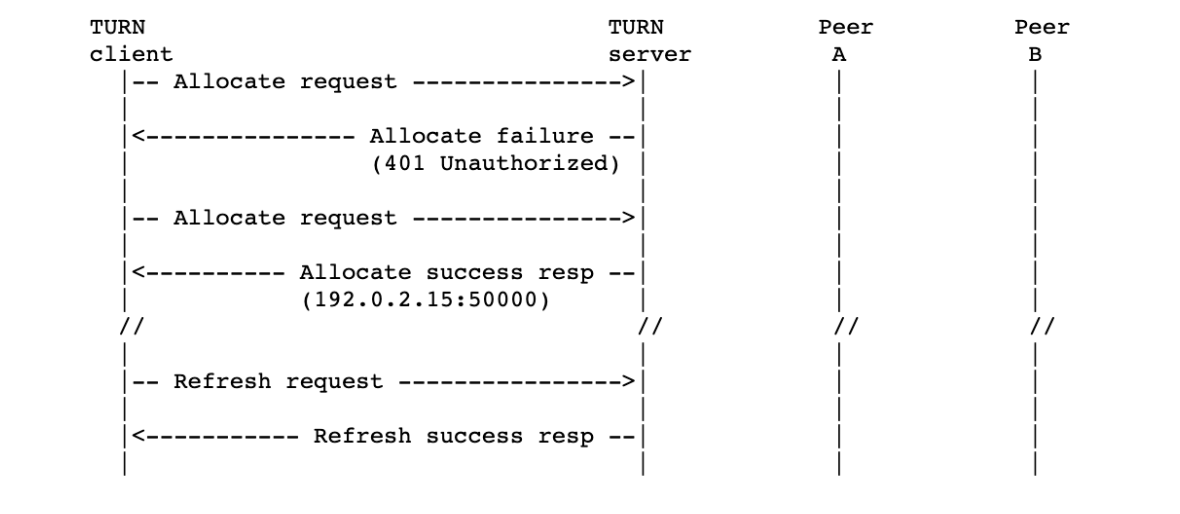 TURN                                 TURN           Peer          Peer
client                               server          A             B
  |-- Allocate request --------------->|             |             |
  |                                    |             |             |
  |<--------------- Allocate failure --|             |             |
  |                 (401 Unauthorized) |             |             |
  |                                    |             |             |
  |-- Allocate request --------------->|             |             |
  |                                    |             |             |
  |<---------- Allocate success resp --|             |             |
  |            (192.0.2.15:50000)      |             |             |
  //                                   //            //            //
  |                                    |             |             |
  |-- Refresh request ---------------->|             |             |
  |                                    |             |             |
  |<----------- Refresh success resp --|             |             |
  |                                    |             |             |